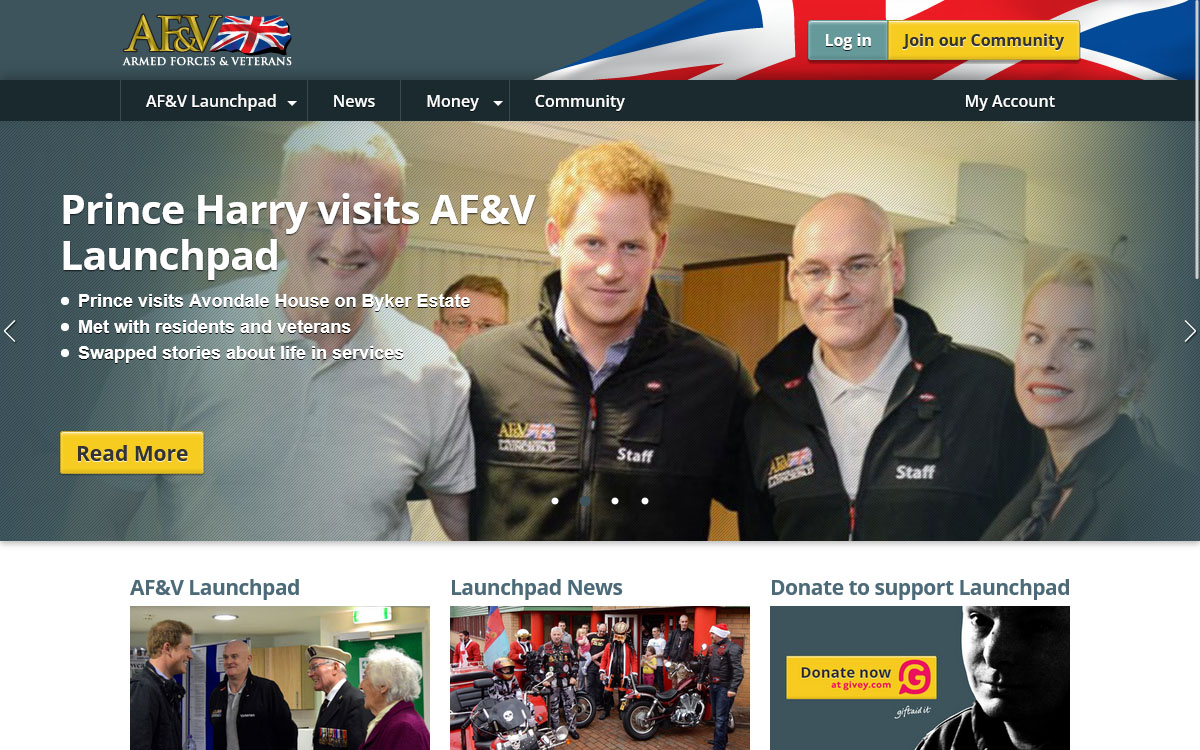 AF&V
ARMED FORCES & VETERANS
Log in
Join our Community
AF&V Launchpad
News
Money
Community
My Account
Prince Harry visits AF&V
Launchpad
Prince visits Avondale House on Byker Estate
Met with residents and veterans
Swapped stories about life in services
Read More
AF&V
LAUNCHPAD
Staff
AF&V
LAUNCHPAD
Staff
AF&V Launchpad
Launchpad News
Donate to support Launchpad
Donate now
at givey.com
giftaid it